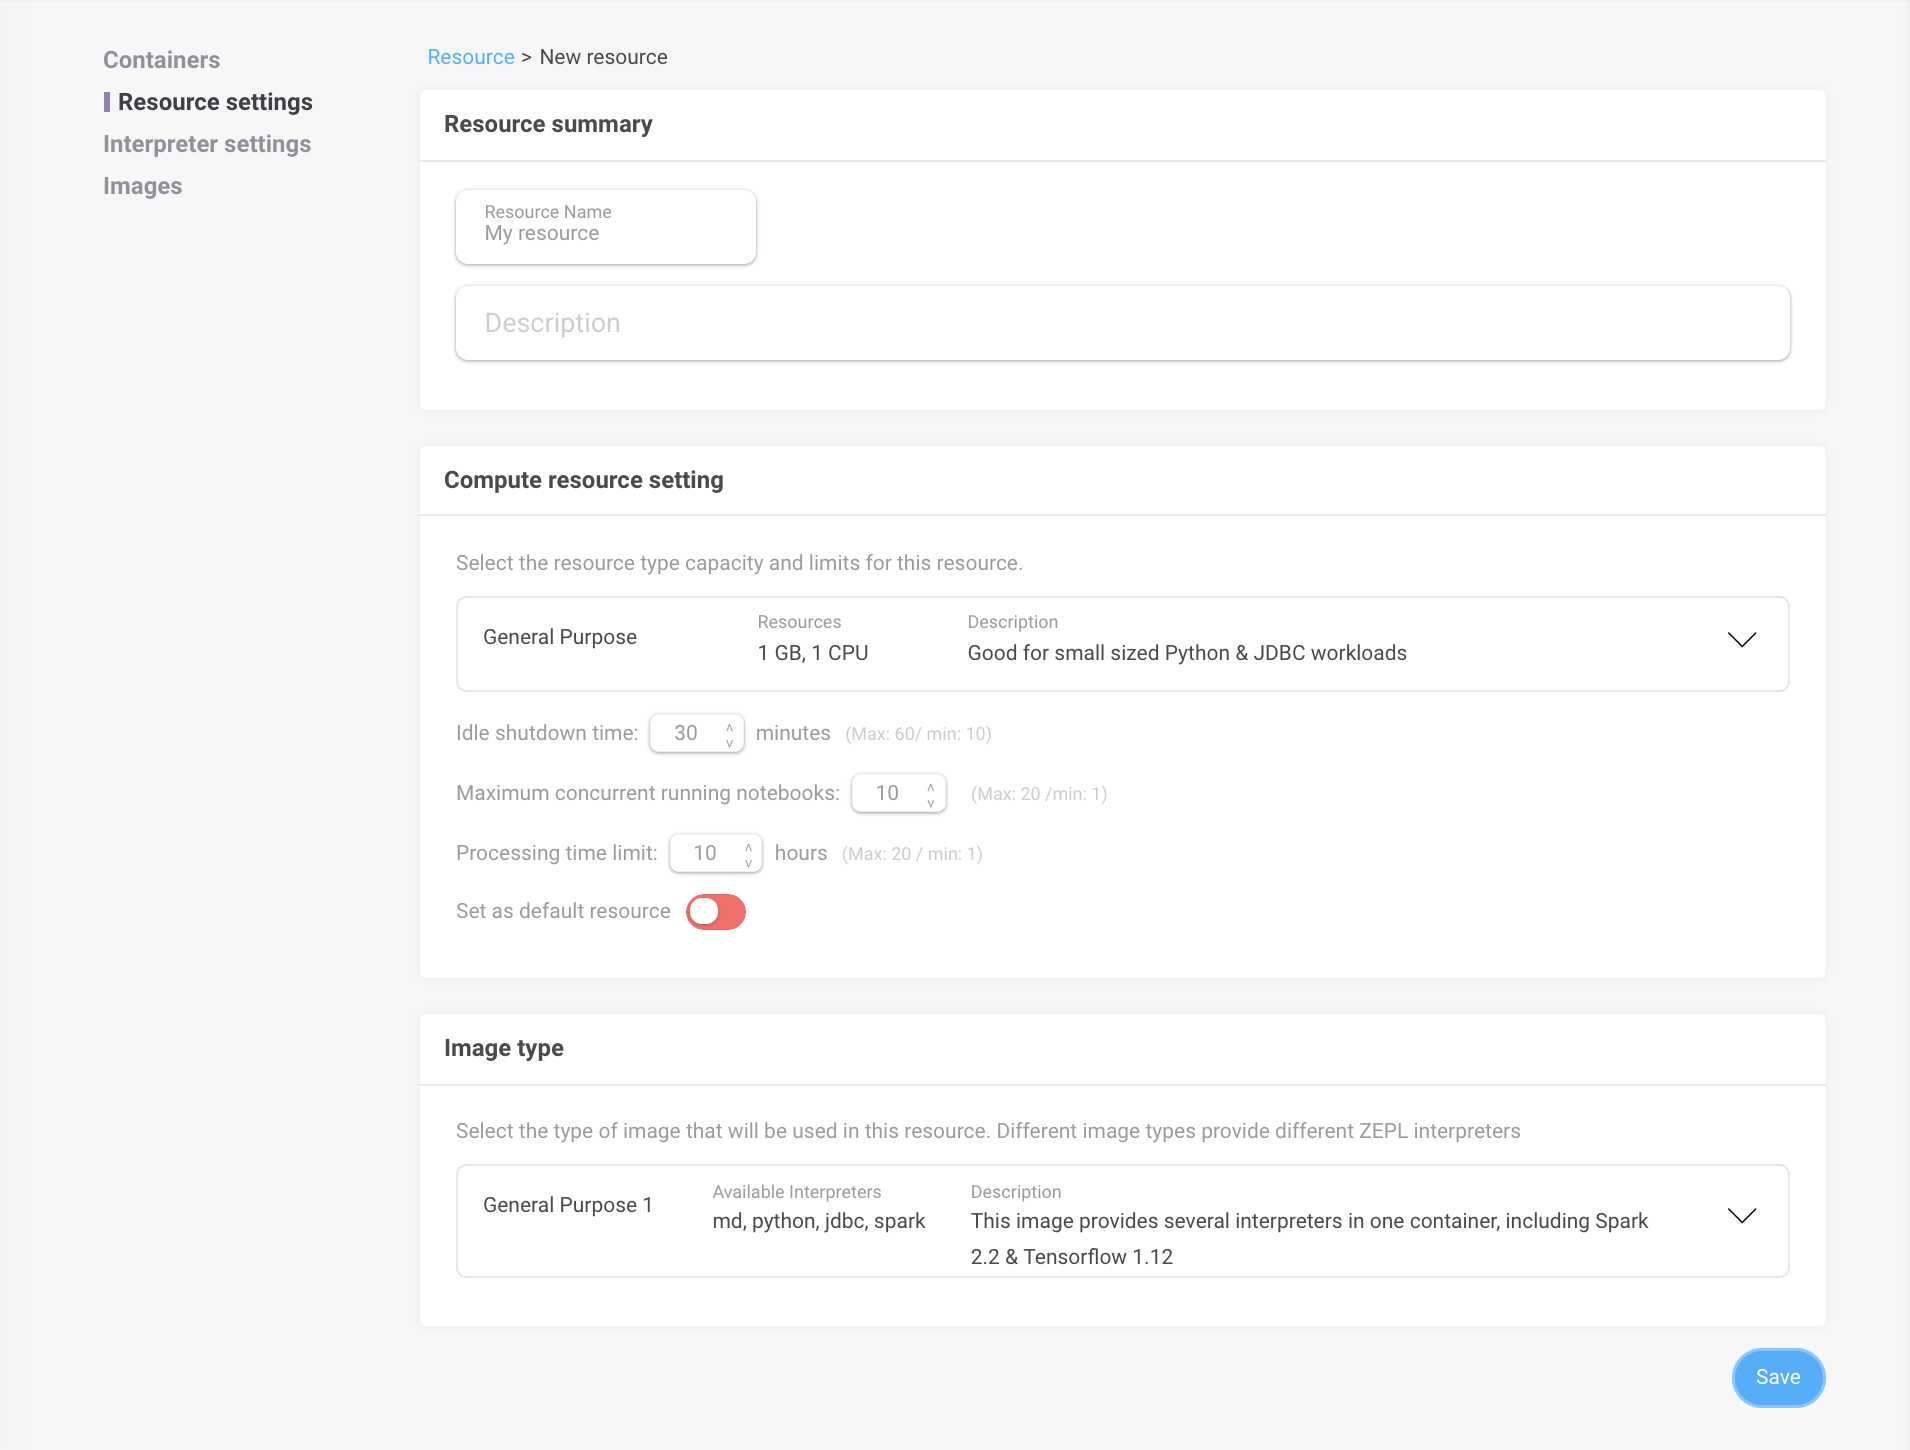 Containers
Resource settings
Interpreter settings
Images
Resource > New resource
Resource summary
Resource Name
My resource
Description
Compute resource setting
Select the resource type capacity and limits for this resource.
General Purpose
Resources
1 GB, 1 CPU
Description
Good for small sized Python & JDBC workloads
Idle shutdown time: 30 minutes (Max: 60/ min: 10)
Maximum concurrent running notebooks: 10 (Max: 20 /min: 1)
Processing time limit: 10 hours (Max: 20 / min: 1)
Set as default resource
Image type
Select the type of image that will be used in this resource. Different image types provide different ZEPL interpreters
General Purpose 1
Available Interpreters
md, python, jdbc, spark
Description
This image provides several interpreters in one container, including Spark
2.2 & Tensorflow 1.12
Save